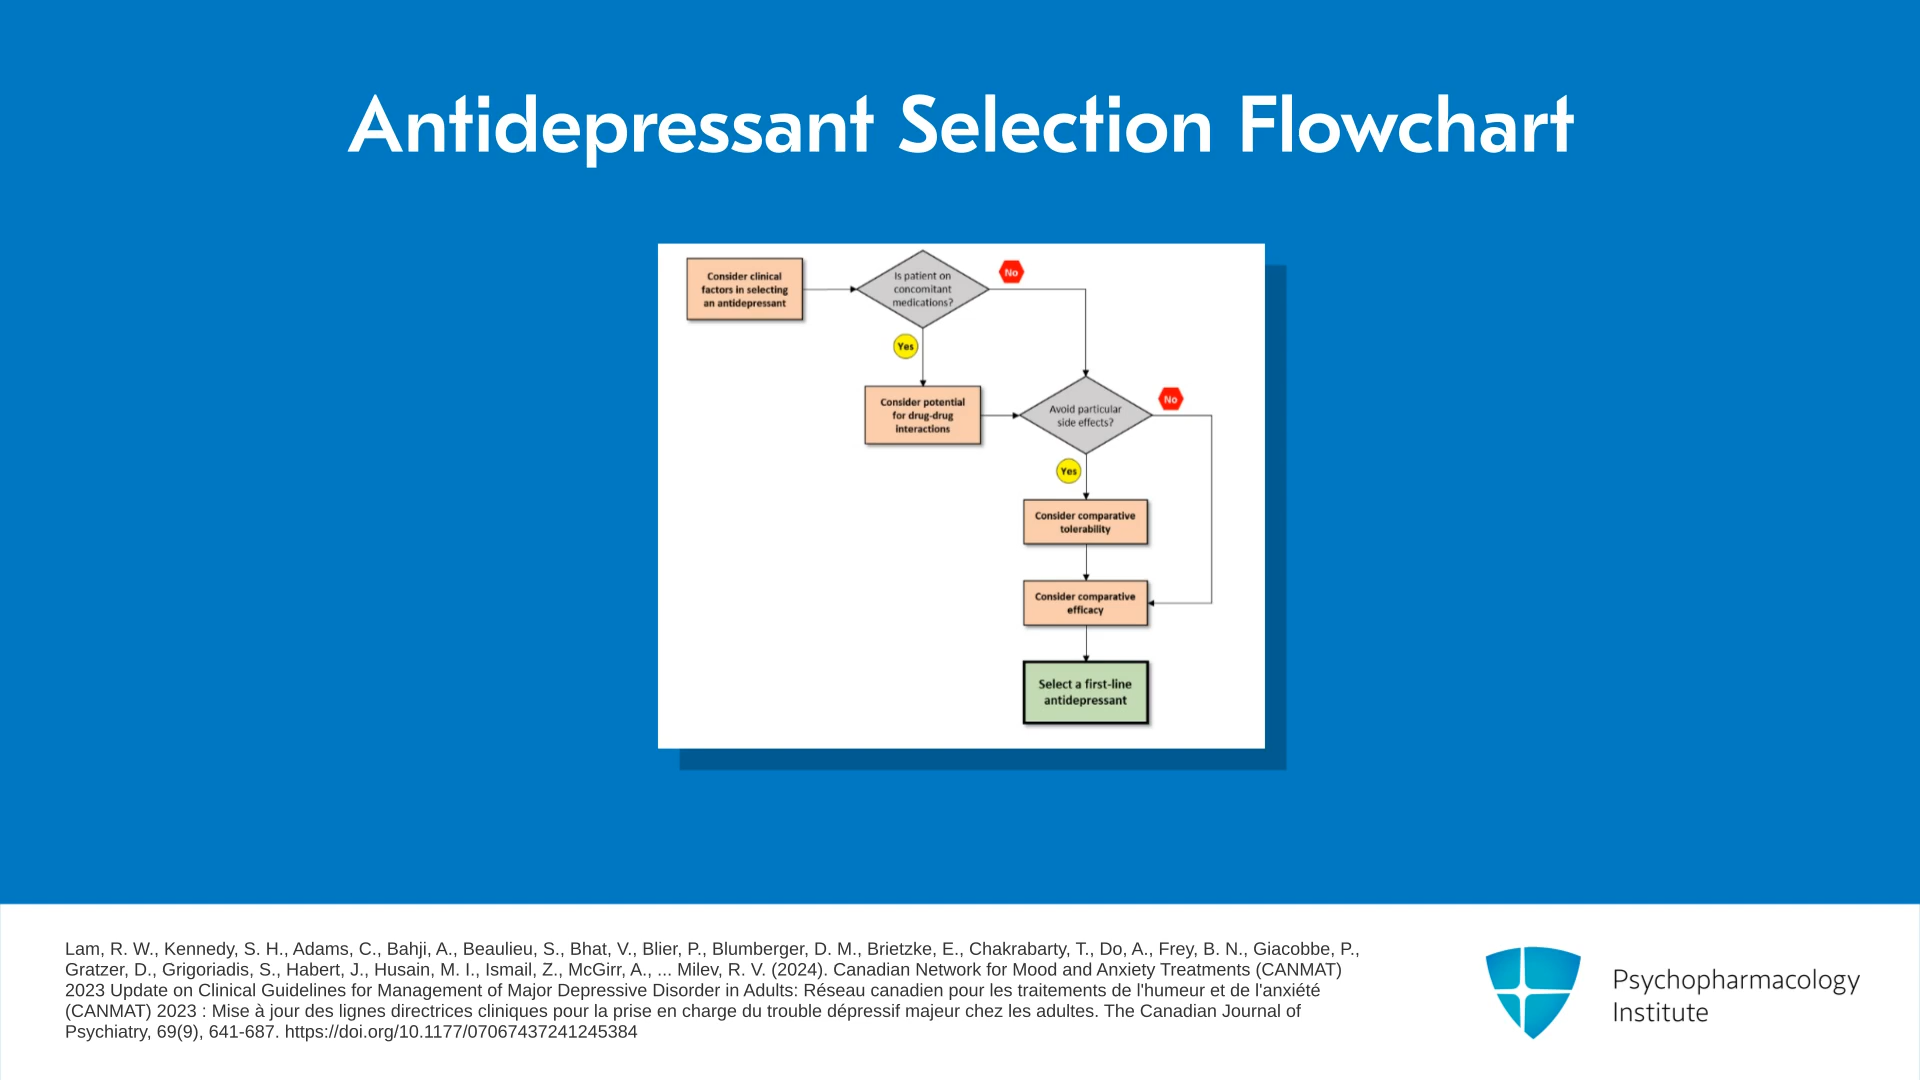 Antidepressant Selection Flowchart
Consider clinical
factors in selecting
an antidepressant
Is patient on
concomitant
medications?
No
Yes
Consider potential
for drug-drug
interactions
Avoid particular
side effects?
No
Yes
Consider comparative
tolerability
Consider comparative
efficacy
Select a first-line
antidepressant
Lam, R. W., Kennedy, S. H., Adams, C., Bahji, A., Beaulieu, S., Bhat, V., Blier, P., Blumberger, D. M., Brietzke, E., Chakrabarty, T., Do, A., Frey, B. N., Giacobbe, P.,
Gratzer, D., Grigoriadis, S., Habert, J., Husain, M. I., Ismail, Z., McGirr, A., ... Milev, R. V. (2024). Canadian Network for Mood and Anxiety Treatments (CANMAT)
2023 Update on Clinical Guidelines for Management of Major Depressive Disorder in Adults: Réseau canadien pour les traitements de l'humeur et de l'anxiété
(CANMAT) 2023 : Mise à jour des lignes directrices cliniques pour la prise en charge du trouble dépressif majeur chez les adultes. The Canadian Journal of
Psychiatry, 69(9), 641-687. https://doi.org/10.1177/07067437241245384
Psychopharmacology
Institute